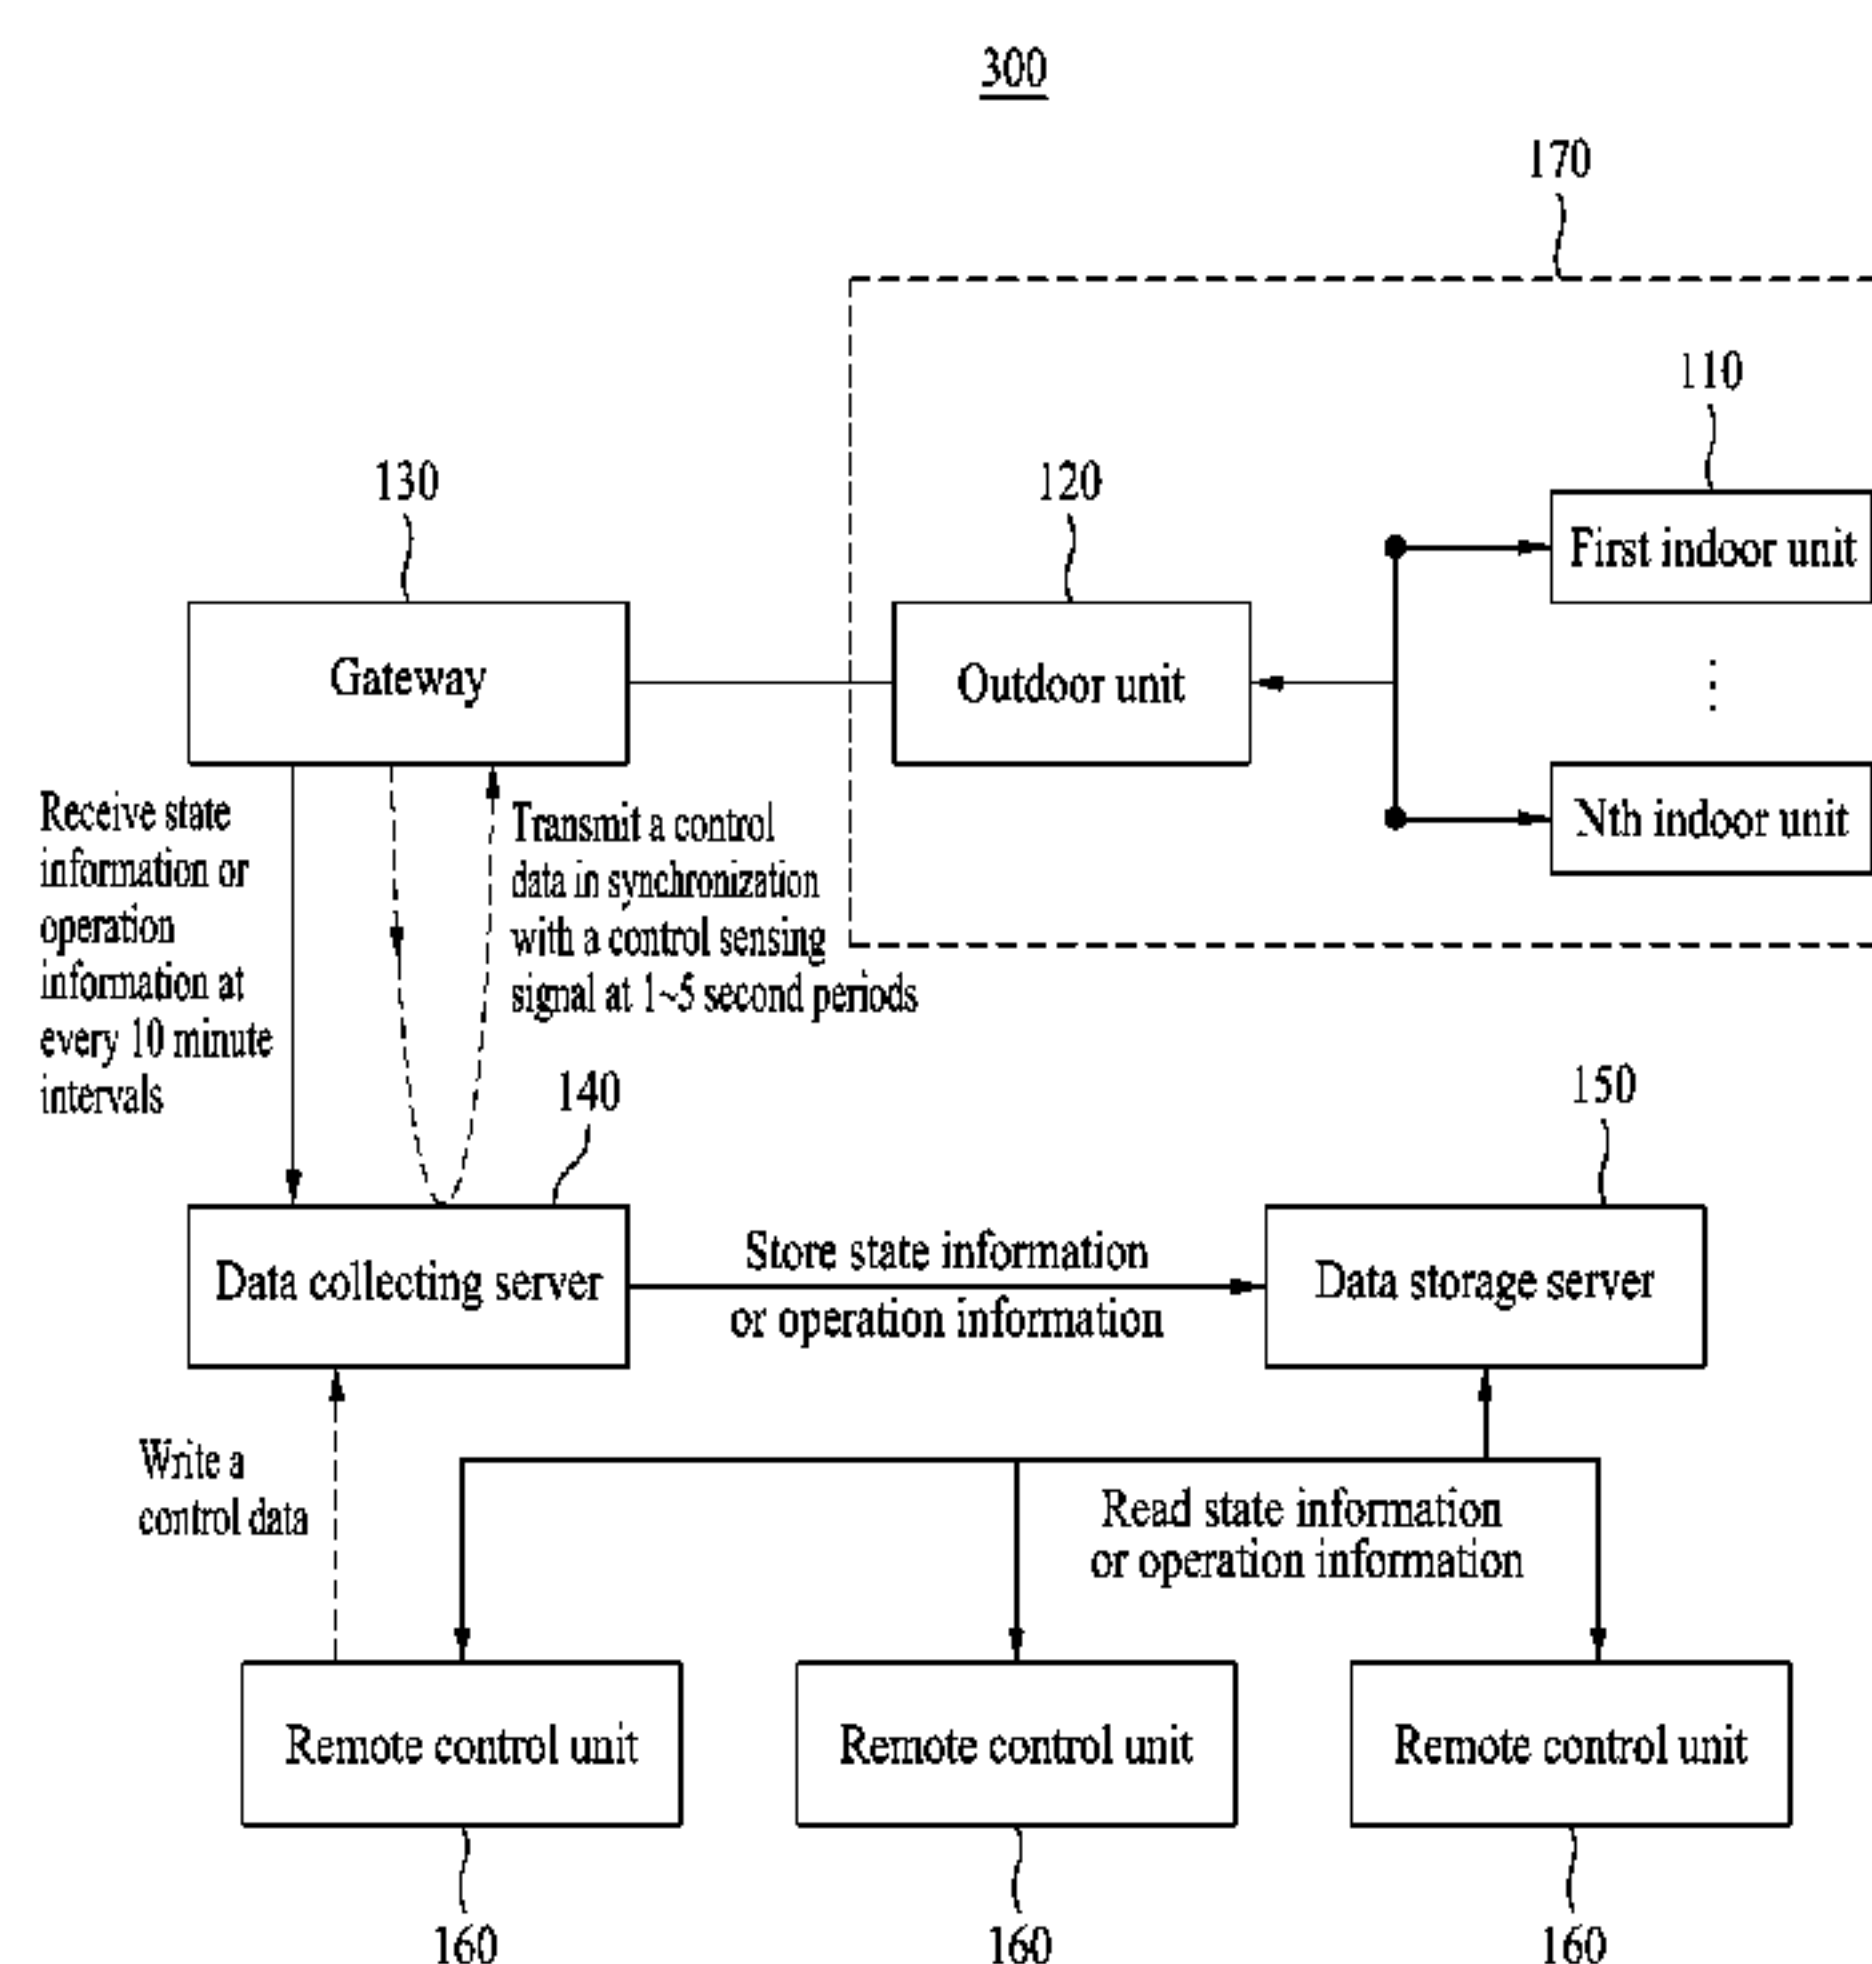 300
170
110
130
120
First indoor unit
Gateway
Outdoor unit
Nth indoor unit
Receive state
information or
operation
information at
every 10 minute
intervals
Transmit a control
data in synchronization
with a control sensing
signal at 1~5 second periods
140
150
Data collecting server
Store state information
or operation information
Data storage server
Write a
control data
Read state information
or operation information
Remote control unit
Remote control unit
Remote control unit
160
160
160